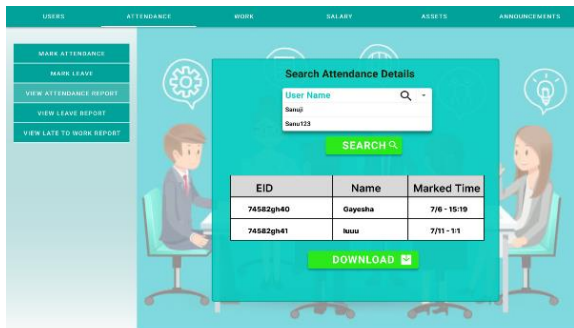 USERS ATTENDANCE WORK SALARY ASSETS ANNOUNCEMENTS
MARK ATTENDANCE
MARK LEAVE
VIEW ATTENDANCE REPORT
VIEW LEAVE REPORT
VIEW LATE TO WORK REPORT
Search Attendance Details
User Name
Sanuji
Sanu123
SEARCH
EID Name Marked Time
74582gh40 Gayesha 7/6 - 15:19
74582gh41 luuu 7/11 - 1:1
DOWNLOAD